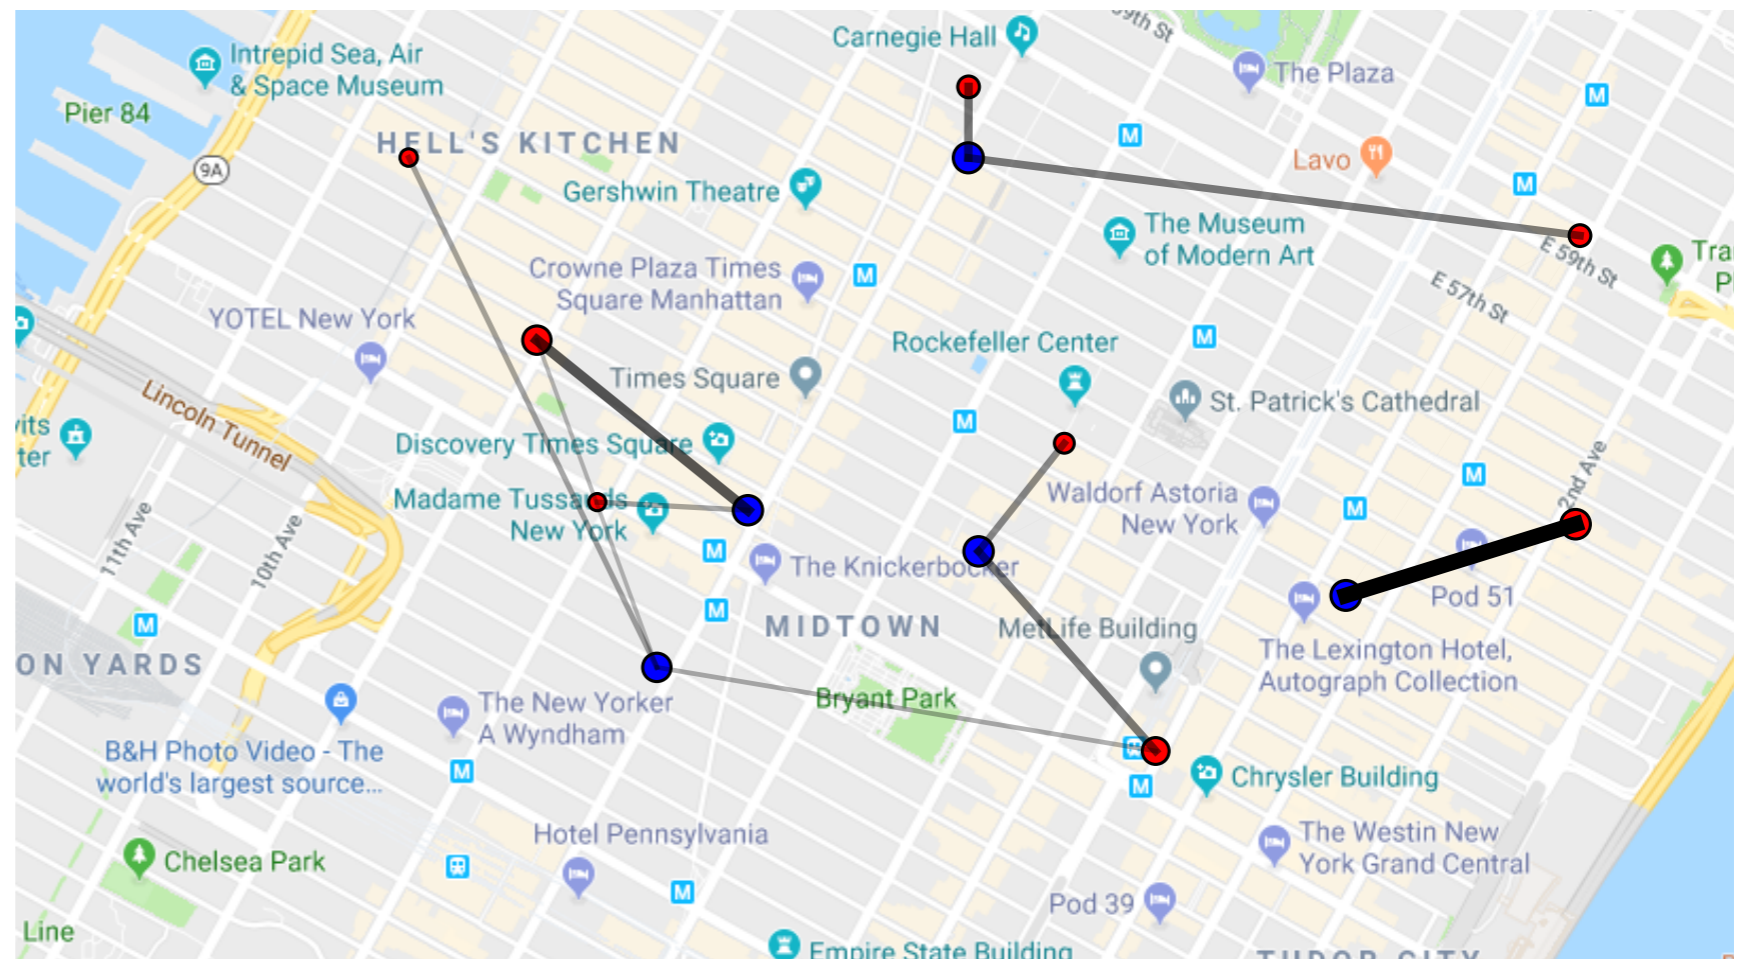 Carnegie Hall
59th St
Intrepid Sea, Air
& Space Museum
The Plaza
Pier 84
HELL'S KITCHEN
M
M
Lavo
9A
Gershwin Theatre
M
The Museum
of Modern Art
E 59th St
Tra
P
Crowne Plaza Times
Square Manhattan
M
E 57th St
YOTEL New York
Rockefeller Center
M
Times Square
Lincoln Tunnel
St. Patrick's Cathedral
M
vits
ter
Discovery Times Square
2nd Ave
M
Madame Tussauds
New York
Waldorf Astoria
New York
M
11th Ave
10th Ave
M
The Knickerbocker
Pod 51
M
M
MIDTOWN
MetLife Building
The Lexington Hotel,
Autograph Collection
ON YARDS
Bryant Park
The New Yorker
A Wyndham
B&H Photo Video - The
world's largest source...
M
M
Chrysler Building
Hotel Pennsylvania
The Westin New
York Grand Central
Chelsea Park
M
Pod 39
Line
Empire State Building
TUDOR CITY